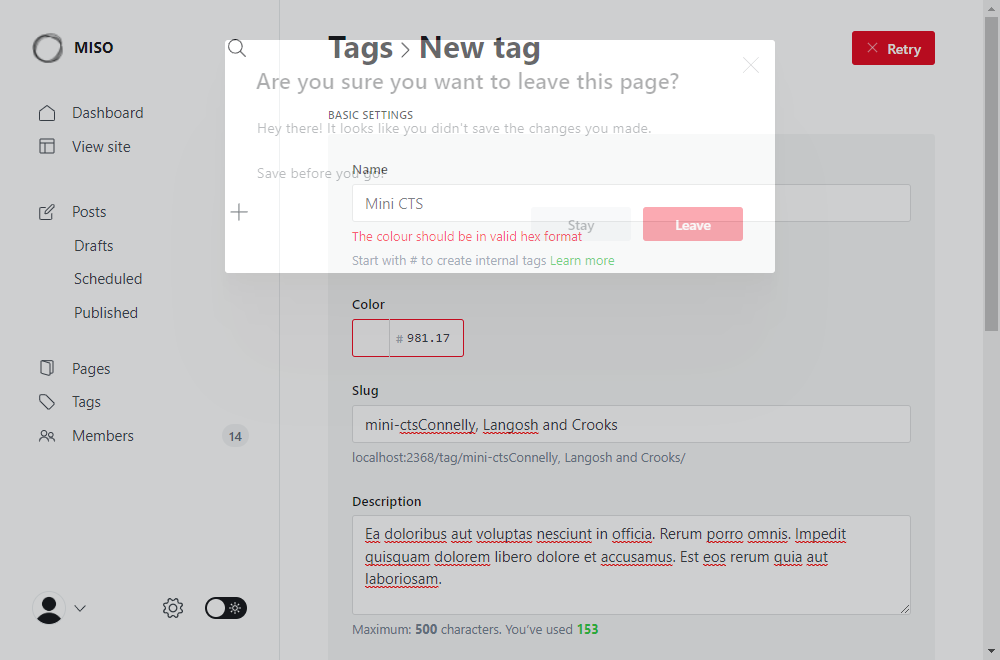 MISO
Dashboard
View site
Posts
Drafts
Scheduled
Published
Pages
Tags
Members
14
Tags > New tag
Retry
Are you sure you want to leave this page?
Hey there! It looks like you didn't save the changes you made.
Save before you go!
Stay
Leave
BASIC SETTINGS
Name
Mini CTS
The colour should be in valid hex format
Start with # to create internal tags Learn more
Color
# 981.17
Slug
mini-ctsConnelly, Langosh and Crooks
localhost:2368/tag/mini-ctsConnelly, Langosh and Crooks/
Description
Ea doloribus aut voluptas nesciunt in officia. Rerum porro omnis. Impedit
quisquam dolorem libero dolore et accusamus. Est eos rerum quia aut
laboriosam.
Maximum: 500 characters. You've used 153